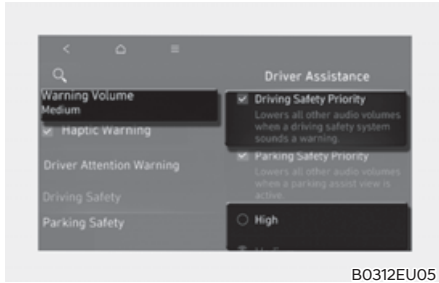 Driver Assistance
Warning Volume
Medium
Haptic Warning
Driver Attention Warning
Driving Safety
Parking Safety
Driving Safety Priority
Lowers all other audio volumes
when a driving safety system
sounds a warning.
Parking Safety Priority
Lowers all other audio volumes
when a parking assist view is
active.
High
B0312EU05